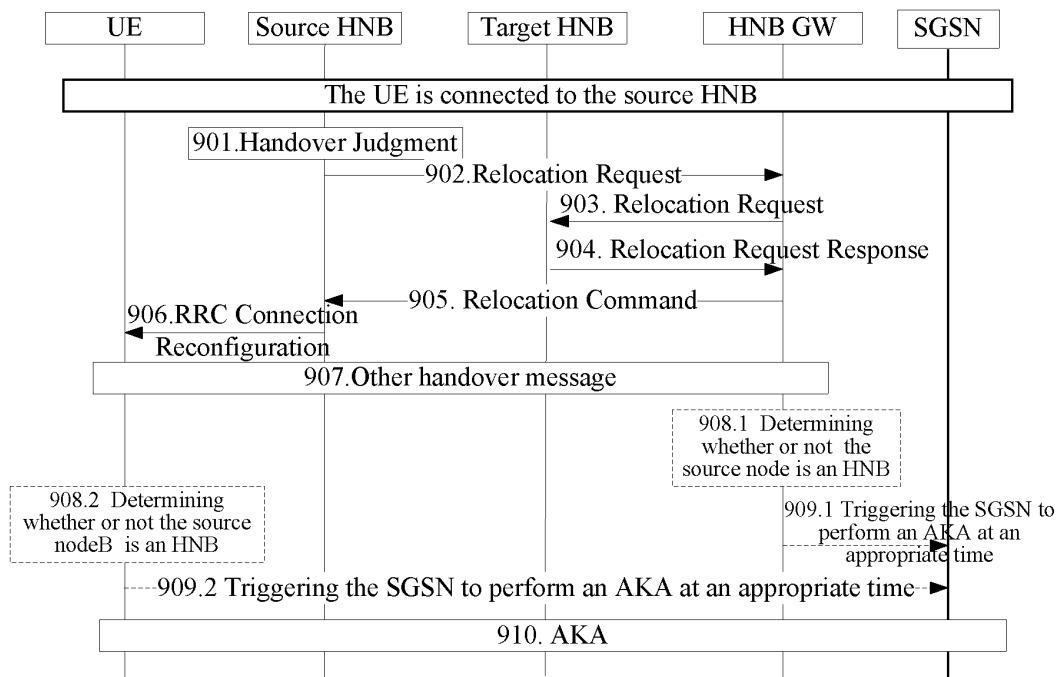 UE
Source HNB
Target HNB
HNB GW
SGSN
The UE is connected to the source HNB
901.Handover Judgment
902.Relocation Request
903. Relocation Request
904. Relocation Request Response
905. Relocation Command
906.RRC Connection
Reconfiguration
907.Other handover message
908.1 Determining
whether or not the
source node is an HNB
908.2 Determining
whether or not the source
nodeB is an HNB
909.1 Triggering the SGSN to
perform an AKA at an
appropriate time
909.2 Triggering the SGSN to perform an AKA at an appropriate time
910. AKA